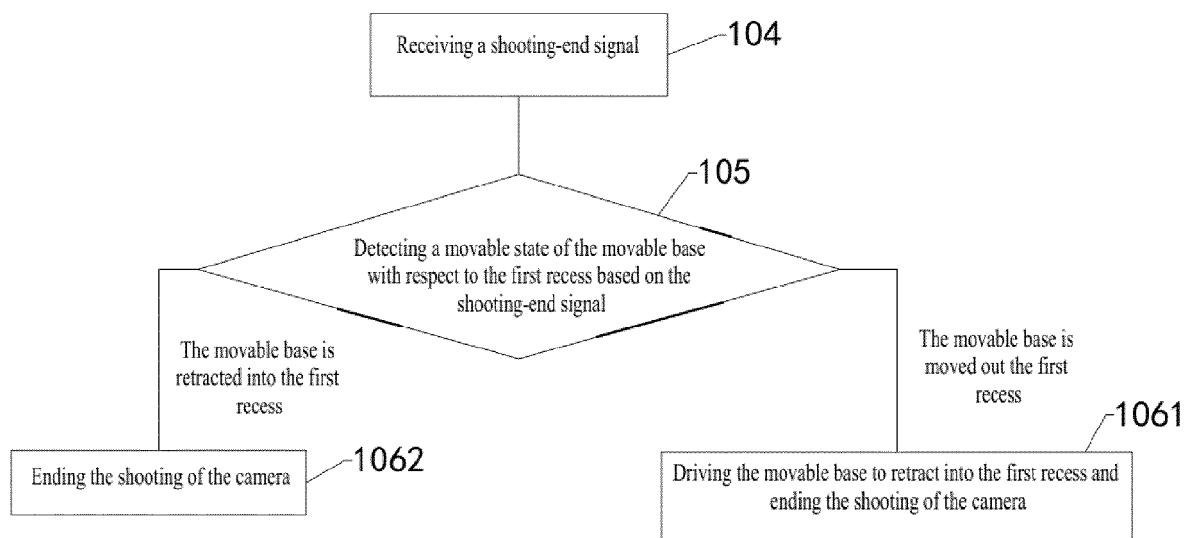 Receiving a shooting-end signal
104
105
Detecting a movable state of the movable base
with respect to the first recess based on the
shooting-end signal
The movable base is
retracted into the first
recess
The movable base is
moved out the first
recess
1062
Ending the shooting of the camera
1061
Driving the movable base to retract into the first recess and
ending the shooting of the camera